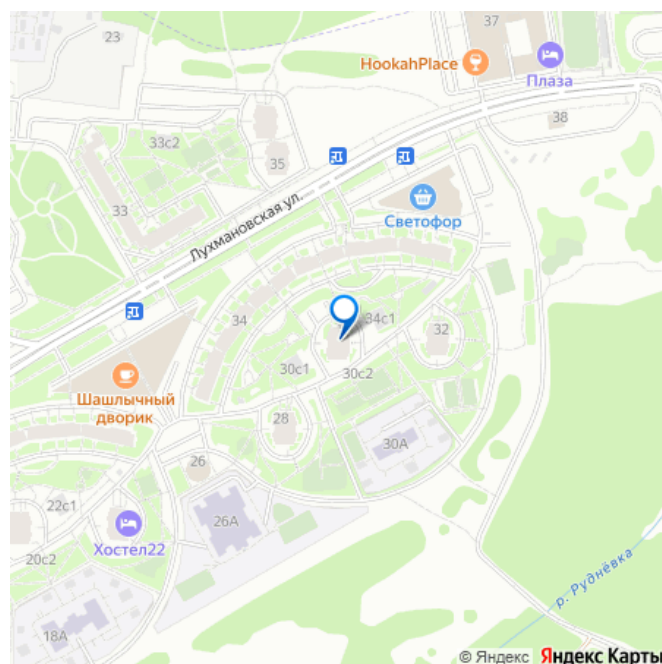 37
23
HookahPlace
Плаза
38
33с2
35
33
Лухмановская ул.
Светофор
34
34с1
32
30с1
30с2
Шашлычный
дворик
28
30А
26
22с1
26А
Хостел22
20с2
р. Руднёвка
18А
© Яндекс Яндекс Карты